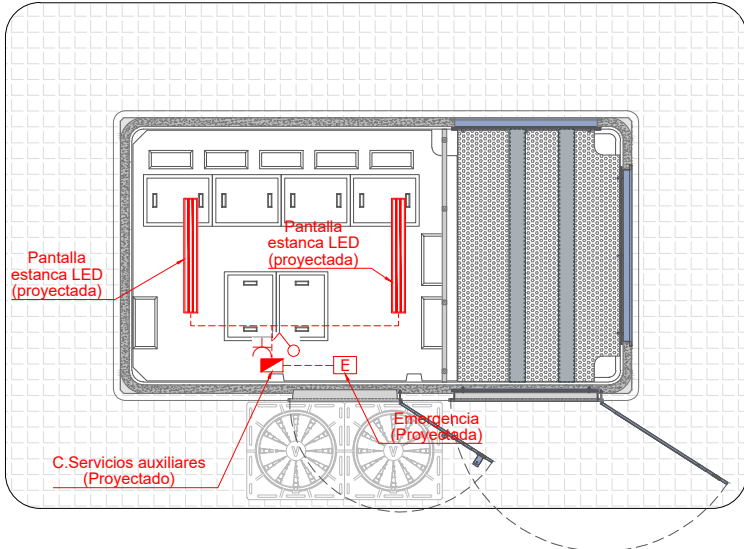 Pantalla
estanca LED
(proyectada)
Pantalla
estanca LED
(proyectada)
E
Emergencia
(Proyectada)
C.Servicios auxiliares
(Proyectado)
V
V